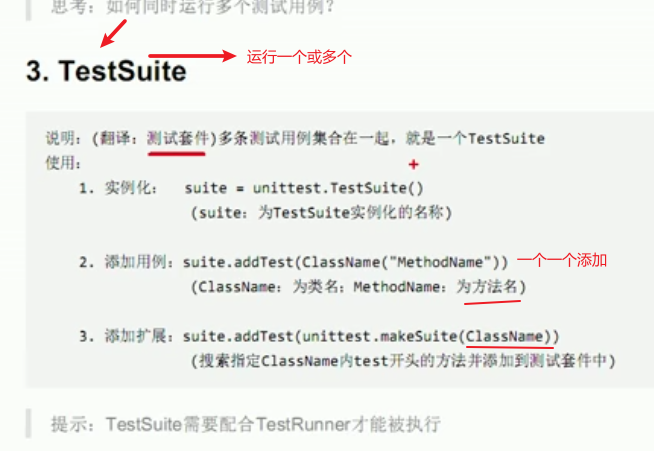 思考：如何同时运行多个测试用例？
3. TestSuite
运行一个或多个
说明：(翻译：测试套件)多条测试用例集合在一起，就是一个TestSuite
使用：
1. 实例化： suite = unittest.TestSuite()
(suite：为TestSuite实例化的名称)
2. 添加用例：suite.addTest(ClassName("MethodName")) 一个一个添加
(ClassName：为类名；MethodName：为方法名)
3. 添加扩展：suite.addTest(unittest.makeSuite(ClassName))
(搜索指定ClassName内test开头的方法并添加到测试套件中)
提示：TestSuite需要配合TestRunner才能被执行